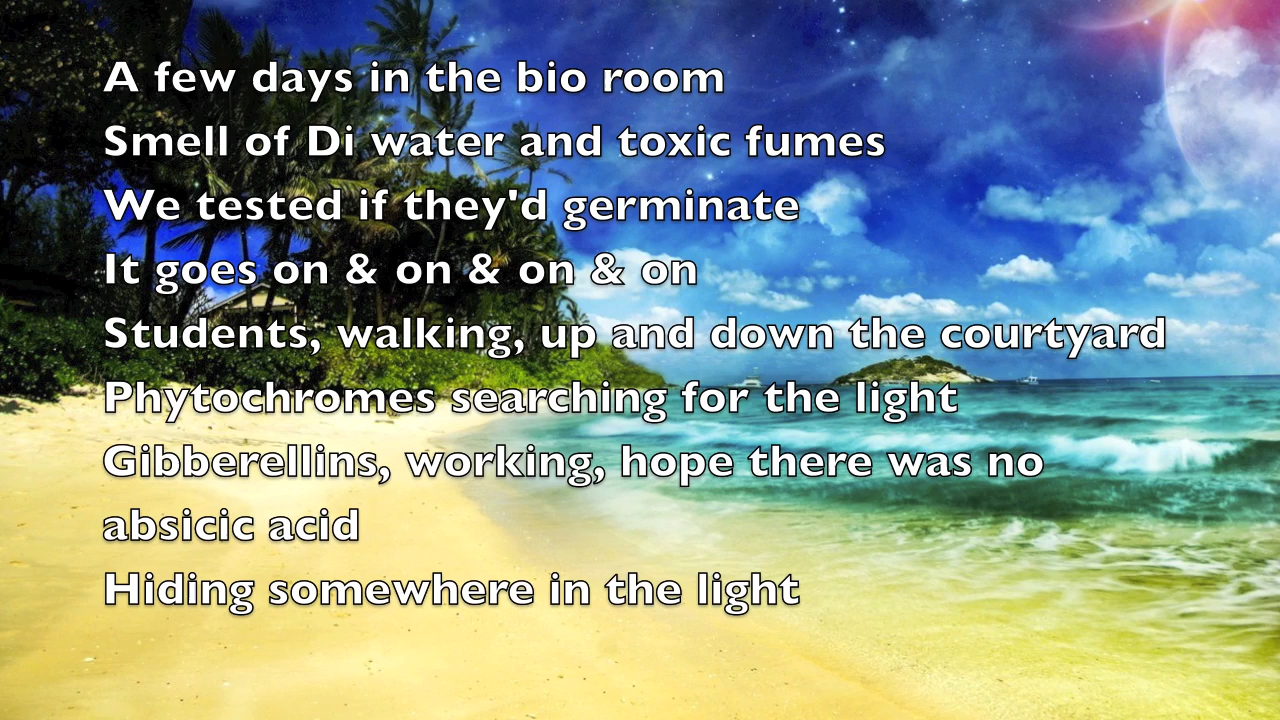 A few days in the bio room
Smell of Di water and toxic fumes
We tested if they'd germinate
It goes on & on & on & on
Students, walking, up and down the courtyard
Phytochromes searching for the light
Gibberellins, working, hope there was no
absicic acid
Hiding somewhere in the light